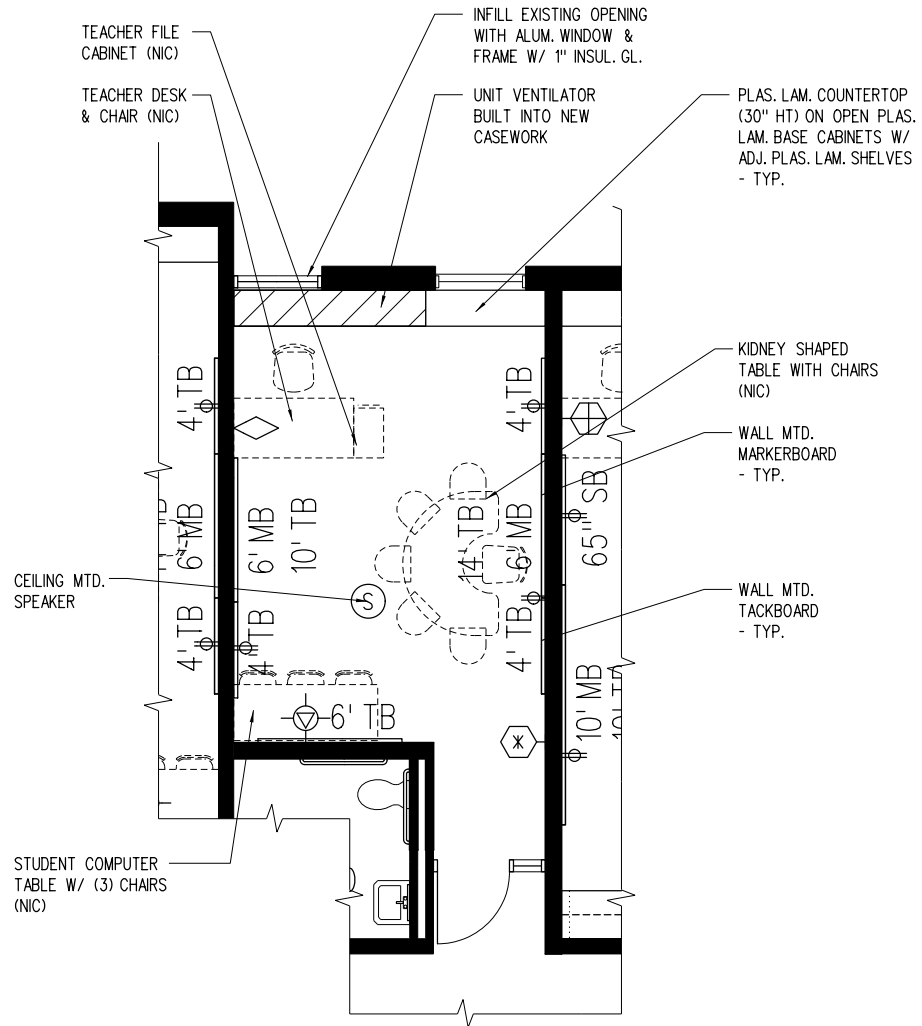 INFILL EXISTING OPENING
WITH ALUM. WINDOW &
FRAME W/ 1" INSUL. GL.
TEACHER FILE
CABINET (NIC)
TEACHER DESK
& CHAIR (NIC)
UNIT VENTILATOR
BUILT INTO NEW
CASEWORK
PLAS. LAM. COUNTERTOP
(30" HT) ON OPEN PLAS.
LAM. BASE CABINETS W/
ADJ. PLAS. LAM. SHELVES
- TYP.
KIDNEY SHAPED
TABLE WITH CHAIRS
(NIC)
WALL MTD.
MARKERBOARD
- TYP.
WALL MTD.
TACKBOARD
- TYP.
CEILING MTD.
SPEAKER
STUDENT COMPUTER
TABLE W/ (3) CHAIRS
(NIC)
4' TB
6' MB
4' TB
6' MB
10' TB
4' TB
S
6' TB
14' TB
4' TB
6' MB
4' TB
65" SB
10' MB
10' TB